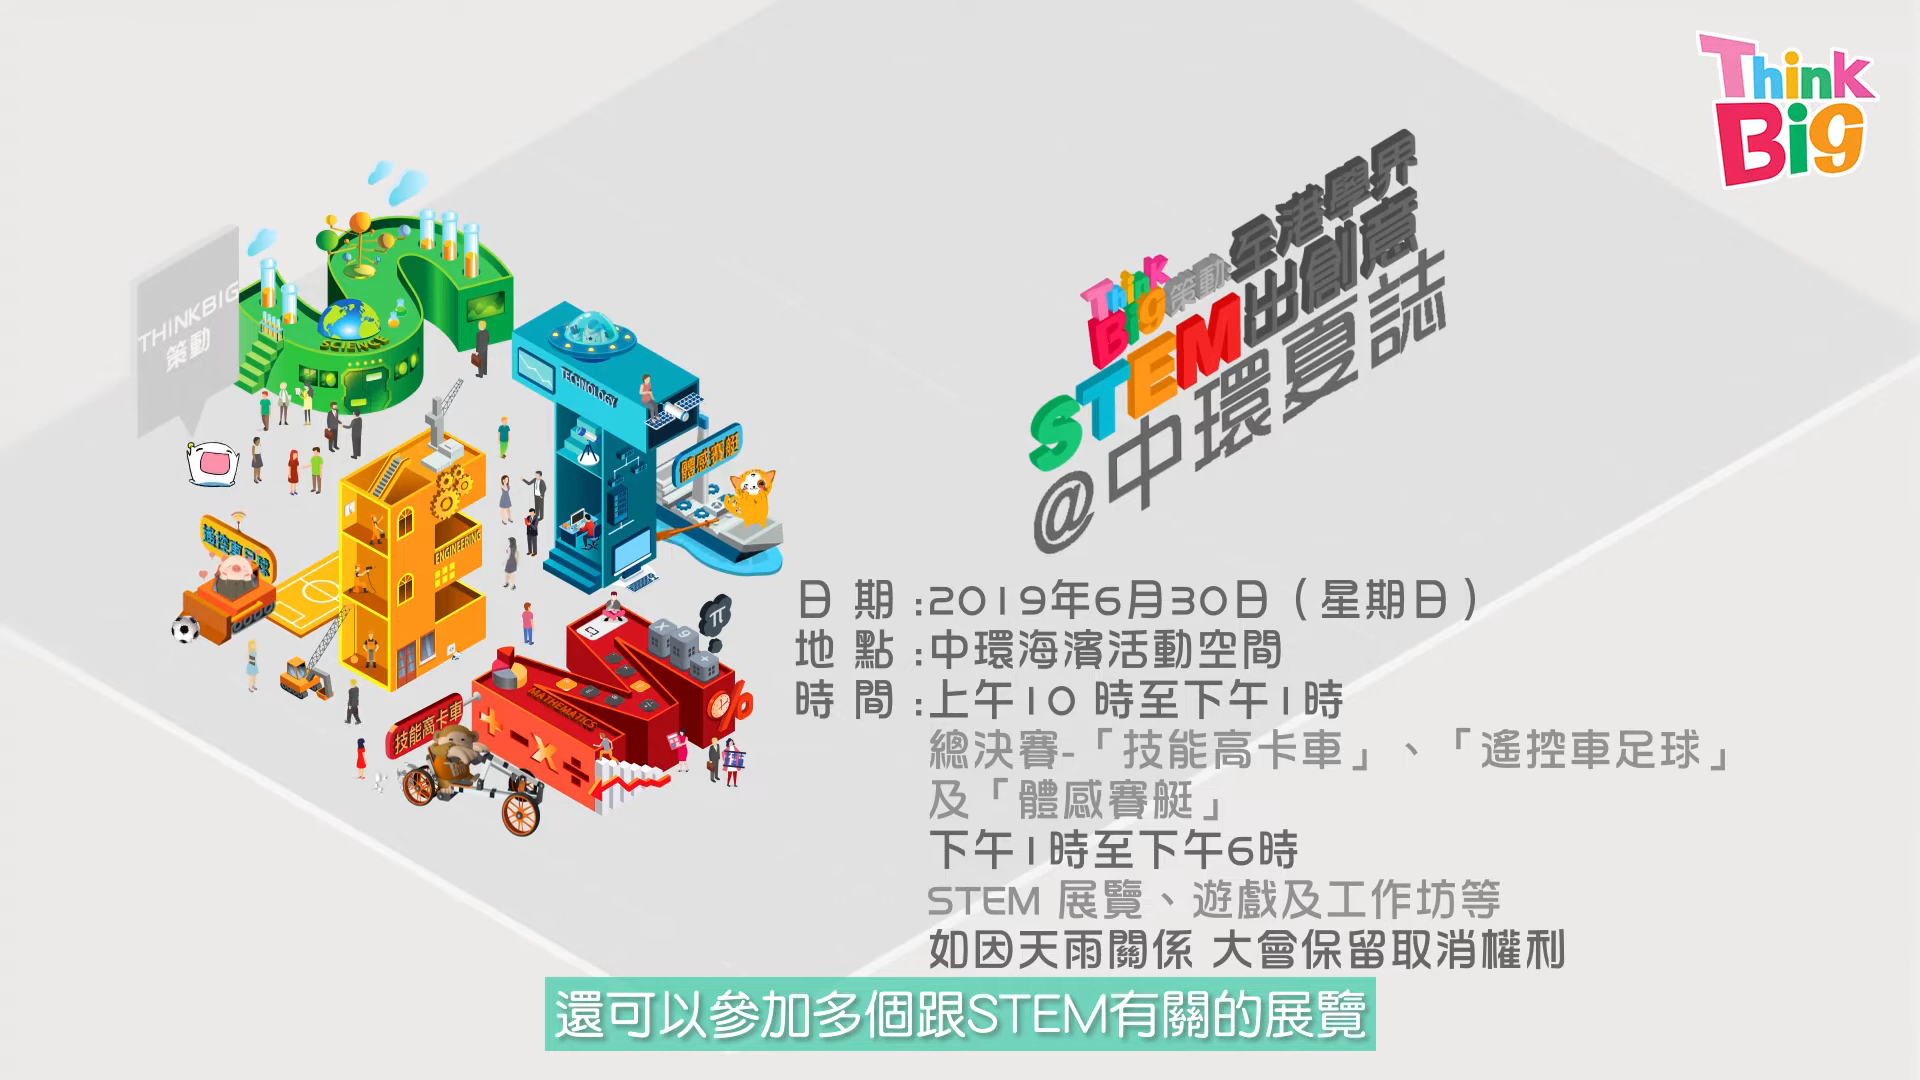 Think
Big
THINKBIG
策動
SCIENCE
TECHNOLOGY
體感賽艇
ENGINEERING
遙控車足球
MATHEMATICS
技能高卡車
Think
Big
策動
全港學界
STEM出創意
@中環夏誌
日 期 :2019年6月30日（星期日）
地 點 :中環海濱活動空間
時 間 :上午10 時至下午1時
總決賽-「技能高卡車」、「遙控車足球」
及「體感賽艇」
下午1時至下午6時
STEM 展覽、遊戲及工作坊等
如因天雨關係 大會保留取消權利
還可以參加多個跟STEM有關的展覽